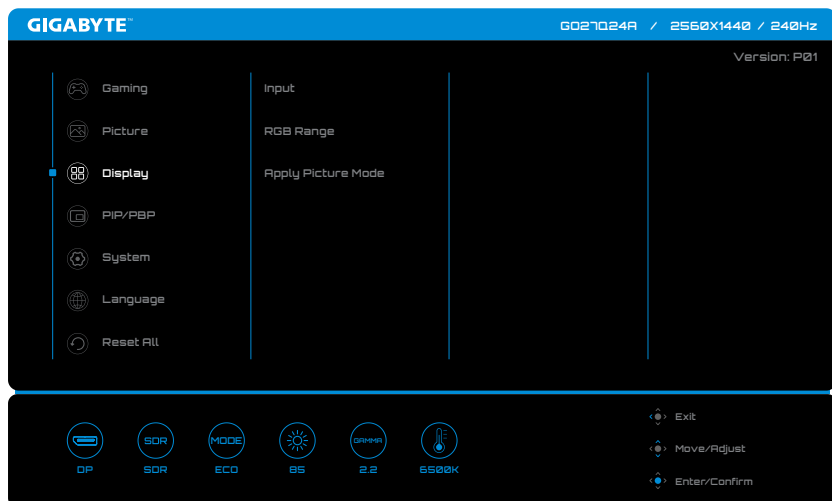 GIGABYTE™
GO27Q24A / 2560X1440 / 240Hz
Version: P01
Gaming
Input
Picture
RGB Range
Display
Apply Picture Mode
PIP/PBP
System
Language
Reset All
SDR
MODE
GAMMA
DP
SDR
ECO
85
2.2
6500K
Exit
Move/Adjust
Enter/Confirm